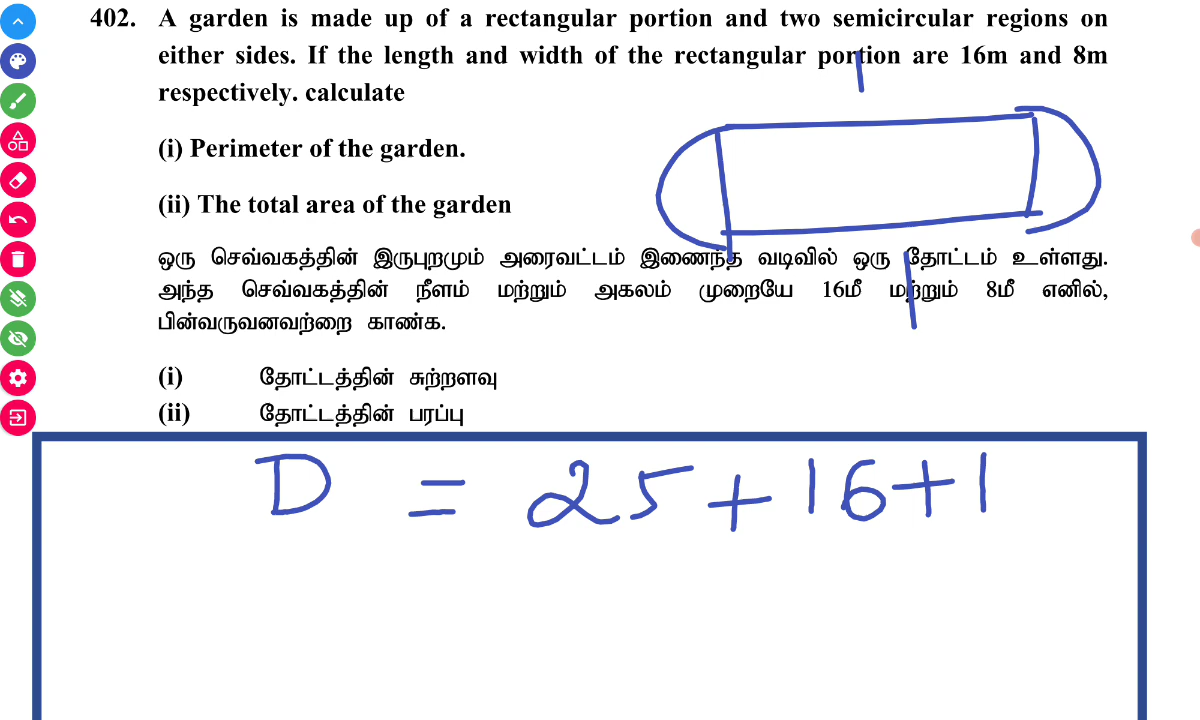 402. A garden is made up of a rectangular portion and two semicircular regions on
either sides. If the length and width of the rectangular portion are 16m and 8m
respectively. calculate
(i) Perimeter of the garden.
(ii) The total area of the garden
ஒரு செவ்வகத்தின் இருபுறமும் அரைவட்டம் இணைந்த வடிவில் ஒரு தோட்டம் உள்ளது.
அந்த செவ்வகத்தின் நீளம் மற்றும் அகலம் முறையே 16மீ மற்றும் 8மீ எனில்,
பின்வருவனவற்றை காண்க.
(i) தோட்டத்தின் சுற்றளவு
(ii) தோட்டத்தின் பரப்பு
D = 25+16+1